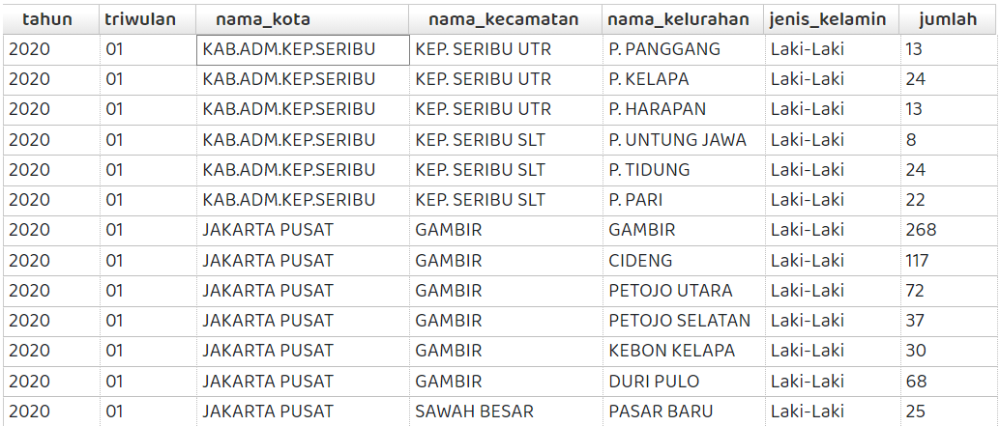 tahun triwulan nama_kota nama_kecamatan nama_kelurahan jenis_kelamin jumlah
2020 01 KAB.ADM.KEP.SERIBU KEP. SERIBU UTR P. PANGGANG Laki-Laki 13
2020 01 KAB.ADM.KEP.SERIBU KEP. SERIBU UTR P. KELAPA Laki-Laki 24
2020 01 KAB.ADM.KEP.SERIBU KEP. SERIBU UTR P. HARAPAN Laki-Laki 13
2020 01 KAB.ADM.KEP.SERIBU KEP. SERIBU SLT P. UNTUNG JAWA Laki-Laki 8
2020 01 KAB.ADM.KEP.SERIBU KEP. SERIBU SLT P. TIDUNG Laki-Laki 24
2020 01 KAB.ADM.KEP.SERIBU KEP. SERIBU SLT P. PARI Laki-Laki 22
2020 01 JAKARTA PUSAT GAMBIR GAMBIR Laki-Laki 268
2020 01 JAKARTA PUSAT GAMBIR CIDENG Laki-Laki 117
2020 01 JAKARTA PUSAT GAMBIR PETOJO UTARA Laki-Laki 72
2020 01 JAKARTA PUSAT GAMBIR PETOJO SELATAN Laki-Laki 37
2020 01 JAKARTA PUSAT GAMBIR KEBON KELAPA Laki-Laki 30
2020 01 JAKARTA PUSAT GAMBIR DURI PULO Laki-Laki 68
2020 01 JAKARTA PUSAT SAWAH BESAR PASAR BARU Laki-Laki 25